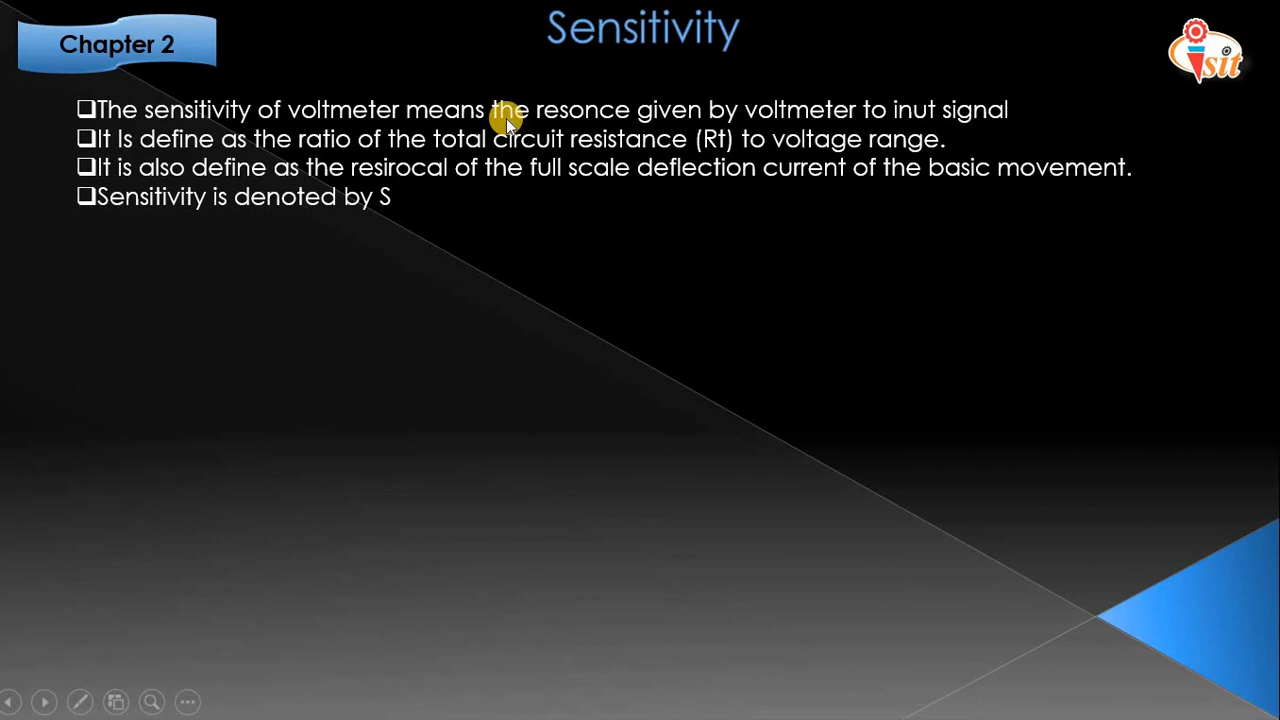 Chapter 2
Sensitivity
isit
❑The sensitivity of voltmeter means the resonce given by voltmeter to inut signal
❑It Is define as the ratio of the total circuit resistance (Rt) to voltage range.
❑It is also define as the resirocal of the full scale deflection current of the basic movement.
❑Sensitivity is denoted by S